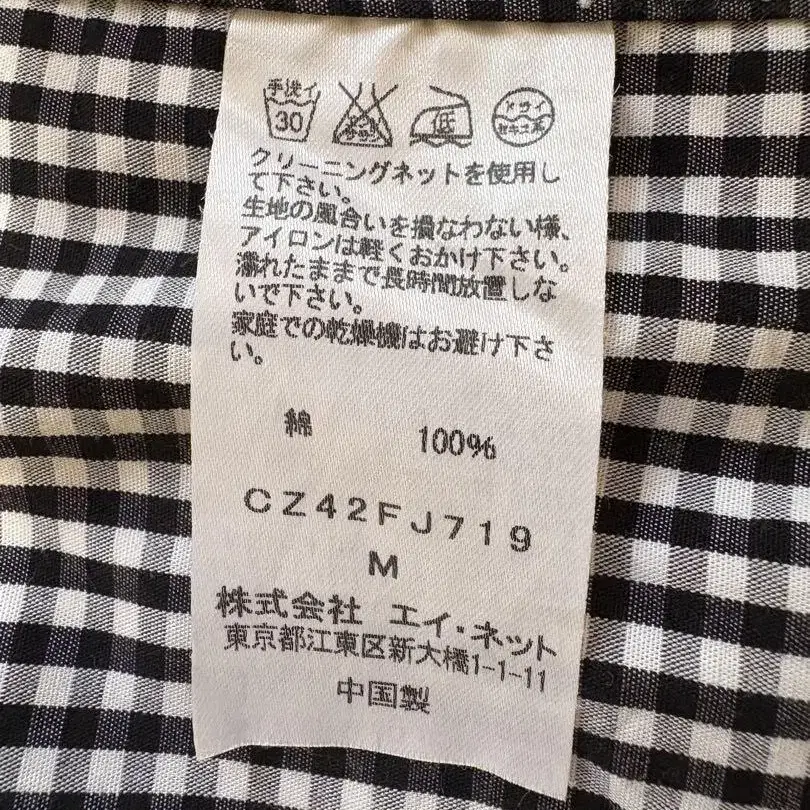 手洗イ
30
エンソサラシ
低
ドライ
セキユ系
クリーニングネットを使用し
て下さい。
生地の風合いを損なわない様、
アイロンは軽くおかけ下さい。
濡れたままで長時間放置しな
いで下さい。
家庭での乾燥機はお避け下さ
い。
綿 100%
CZ42FJ719
M
株式会社 エイ・ネット
東京都江東区新大橋1-1-11
中国製